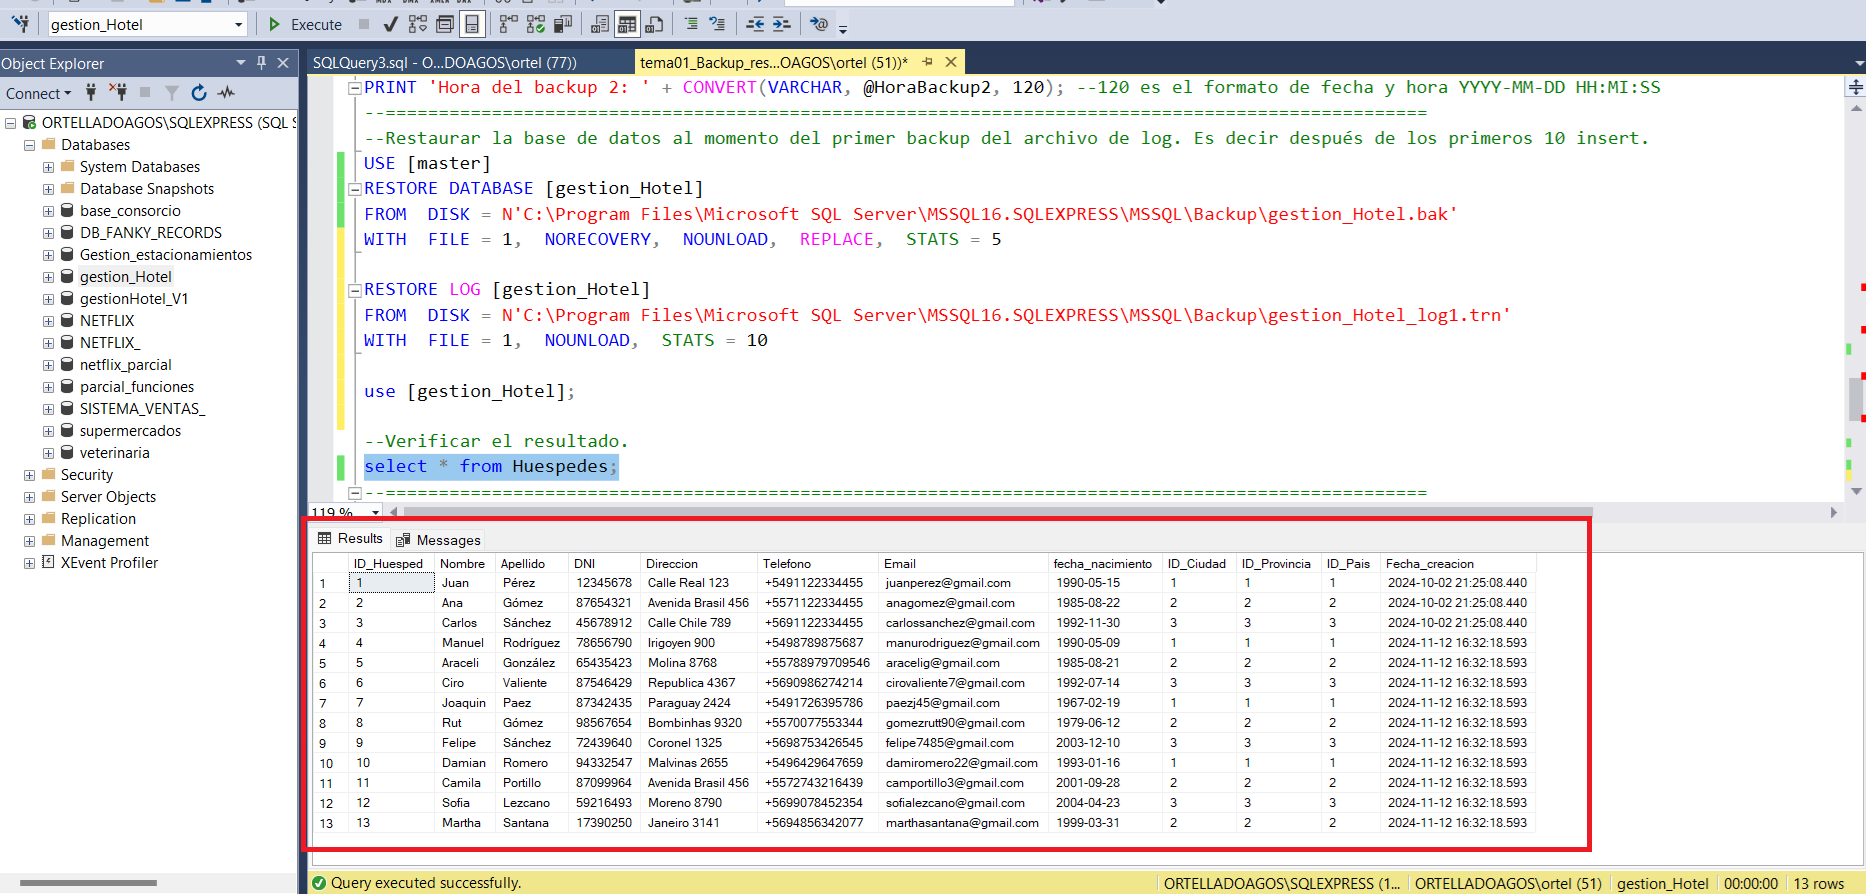 gestion_Hotel
Execute
Object Explorer
Connect
ORTELLADOAGOS\SQLEXPRESS (SQL S
Databases
System Databases
Database Snapshots
base_consorcio
DB_FANKY_RECORDS
Gestion_estacionamientos
gestion_Hotel
gestionHotel_V1
NETFLIX
NETFLIX_
netflix_parcial
parcial_funciones
SISTEMA_VENTAS_
supermercados
veterinaria
Security
Server Objects
Replication
Management
XEvent Profiler
SQLQuery3.sql - O...DOAGOS\ortel (77))
tema01_Backup_res...OAGOS\ortel (51))*
PRINT 'Hora del backup 2: ' + CONVERT(VARCHAR, @HoraBackup2, 120); --120 es el formato de fecha y hora YYYY-MM-DD HH:MI:SS
--==================================================================================================
--Restaurar la base de datos al momento del primer backup del archivo de log. Es decir después de los primeros 10 insert.
USE [master]
RESTORE DATABASE [gestion_Hotel]
FROM  DISK = N'C:\Program Files\Microsoft SQL Server\MSSQL16.SQLEXPRESS\MSSQL\Backup\gestion_Hotel.bak'
WITH  FILE = 1,  NORECOVERY,  NOUNLOAD,  REPLACE,  STATS = 5
RESTORE LOG [gestion_Hotel]
FROM  DISK = N'C:\Program Files\Microsoft SQL Server\MSSQL16.SQLEXPRESS\MSSQL\Backup\gestion_Hotel_log1.trn'
WITH  FILE = 1,  NOUNLOAD,  STATS = 10
use [gestion_Hotel];
--Verificar el resultado.
select * from Huespedes;
--==================================================================================================
119 %
Results Messages
ID_Huesped Nombre Apellido DNI Direccion Telefono Email fecha_nacimiento ID_Ciudad ID_Provincia ID_Pais Fecha_creacion
1 1 Juan Pérez 12345678 Calle Real 123 +5491122334455 juanperez@gmail.com 1990-05-15 1 1 1 2024-10-02 21:25:08.440
2 2 Ana Gómez 87654321 Avenida Brasil 456 +5571122334455 anagomez@gmail.com 1985-08-22 2 2 2 2024-10-02 21:25:08.440
3 3 Carlos Sánchez 45678912 Calle Chile 789 +5691122334455 carlossanchez@gmail.com 1992-11-30 3 3 3 2024-10-02 21:25:08.440
4 4 Manuel Rodríguez 78656790 Irigoyen 900 +5498789875687 manurodriguez@gmail.com 1990-05-09 1 1 1 2024-11-12 16:32:18.593
5 5 Araceli González 65435423 Molina 8768 +55788979709546 aracelig@gmail.com 1985-08-21 2 2 2 2024-11-12 16:32:18.593
6 6 Ciro Valiente 87546429 Republica 4367 +5690986274214 cirovaliente7@gmail.com 1992-07-14 3 3 3 2024-11-12 16:32:18.593
7 7 Joaquin Paez 87342435 Paraguay 2424 +5491726395786 paezj45@gmail.com 1967-02-19 1 1 1 2024-11-12 16:32:18.593
8 8 Rut Gómez 98567654 Bombinhas 9320 +5570077553344 gomezrutt90@gmail.com 1979-06-12 2 2 2 2024-11-12 16:32:18.593
9 9 Felipe Sánchez 72439640 Coronel 1325 +5698753426545 felipe7485@gmail.com 2003-12-10 3 3 3 2024-11-12 16:32:18.593
10 10 Damian Romero 94332547 Malvinas 2655 +5496429647659 damiromero22@gmail.com 1993-01-16 1 1 1 2024-11-12 16:32:18.593
11 11 Camila Portillo 87099964 Avenida Brasil 456 +5572743216439 camportillo3@gmail.com 2001-09-28 2 2 2 2024-11-12 16:32:18.593
12 12 Sofia Lezcano 59216493 Moreno 8790 +5699078452354 sofialezcano@gmail.com 2004-04-23 3 3 3 2024-11-12 16:32:18.593
13 13 Martha Santana 17390250 Janeiro 3141 +5694856342077 marthasantana@gmail.com 1999-03-31 2 2 2 2024-11-12 16:32:18.593
Query executed successfully. ORTELLADOAGOS\SQLEXPRESS (1... ORTELLADOAGOS\ortel (51) gestion_Hotel 00:00:00 13 rows